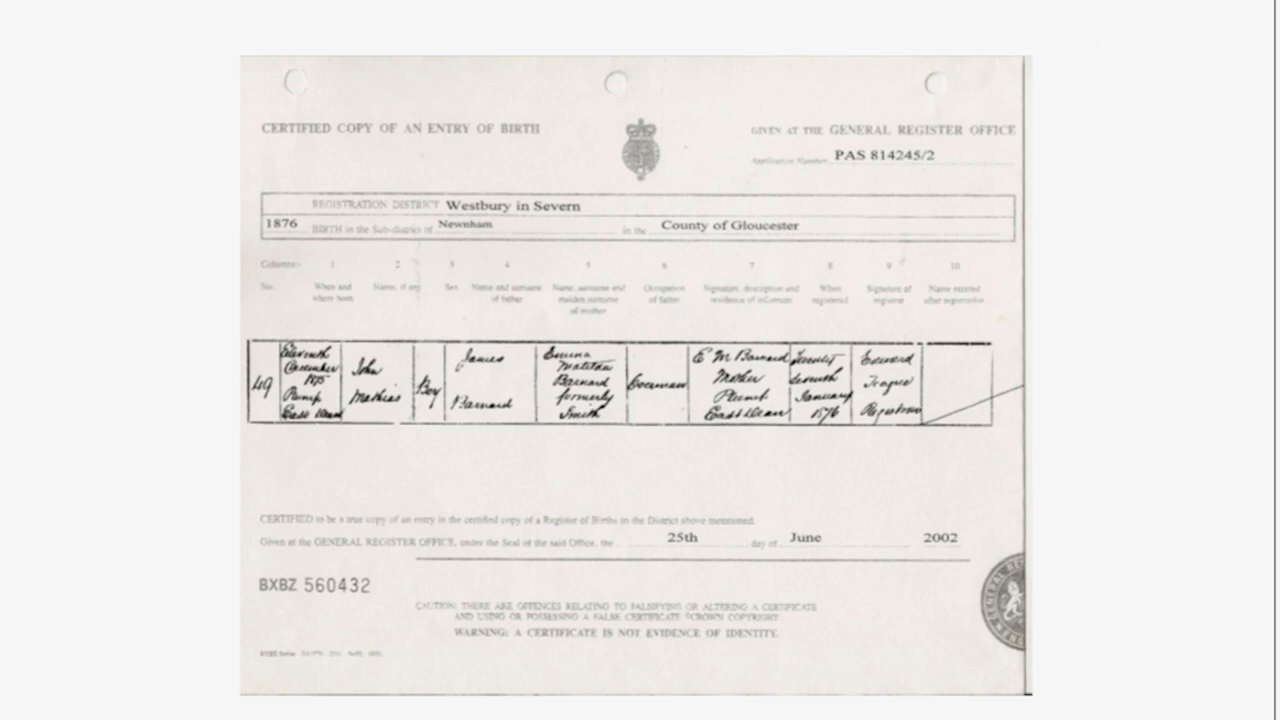 CERTIFIED COPY OF AN ENTRY OF BIRTH
GIVEN AT THE GENERAL REGISTER OFFICE
Application Number PAS 814245/2
REGISTRATION DISTRICT Westbury in Severn
1876 BIRTH in the Sub-district of Newnham in the County of Gloucester
Columns:- 1 2 3 4 5 6 7 8 9 10
No. When and where born Name, if any Sex Name and surname of father Name, surname and maiden surname of mother Occupation of father Signature, description and residence of informant When registered Signature of registrar Name entered after registration
49
Eleventh
December
1875
East Dean
John
Mathias
Boy
James
Barnard
Emma
Barnard
formerly
Smith
E M Barnard
Mother
East Dean
Twenty
seventh
January
1876
Edward
Registrar
CERTIFIED to be a true copy of an entry in the certified copy of a Register of Births in the District above mentioned.
Given at the GENERAL REGISTER OFFICE, under the Seal of the said Office, the 25th day of June 2002
BXBZ 560432
CAUTION: THERE ARE OFFENCES RELATING TO FALSIFYING OR ALTERING A CERTIFICATE
AND USING OR POSSESSING A FALSE CERTIFICATE ©CROWN COPYRIGHT
WARNING: A CERTIFICATE IS NOT EVIDENCE OF IDENTITY.